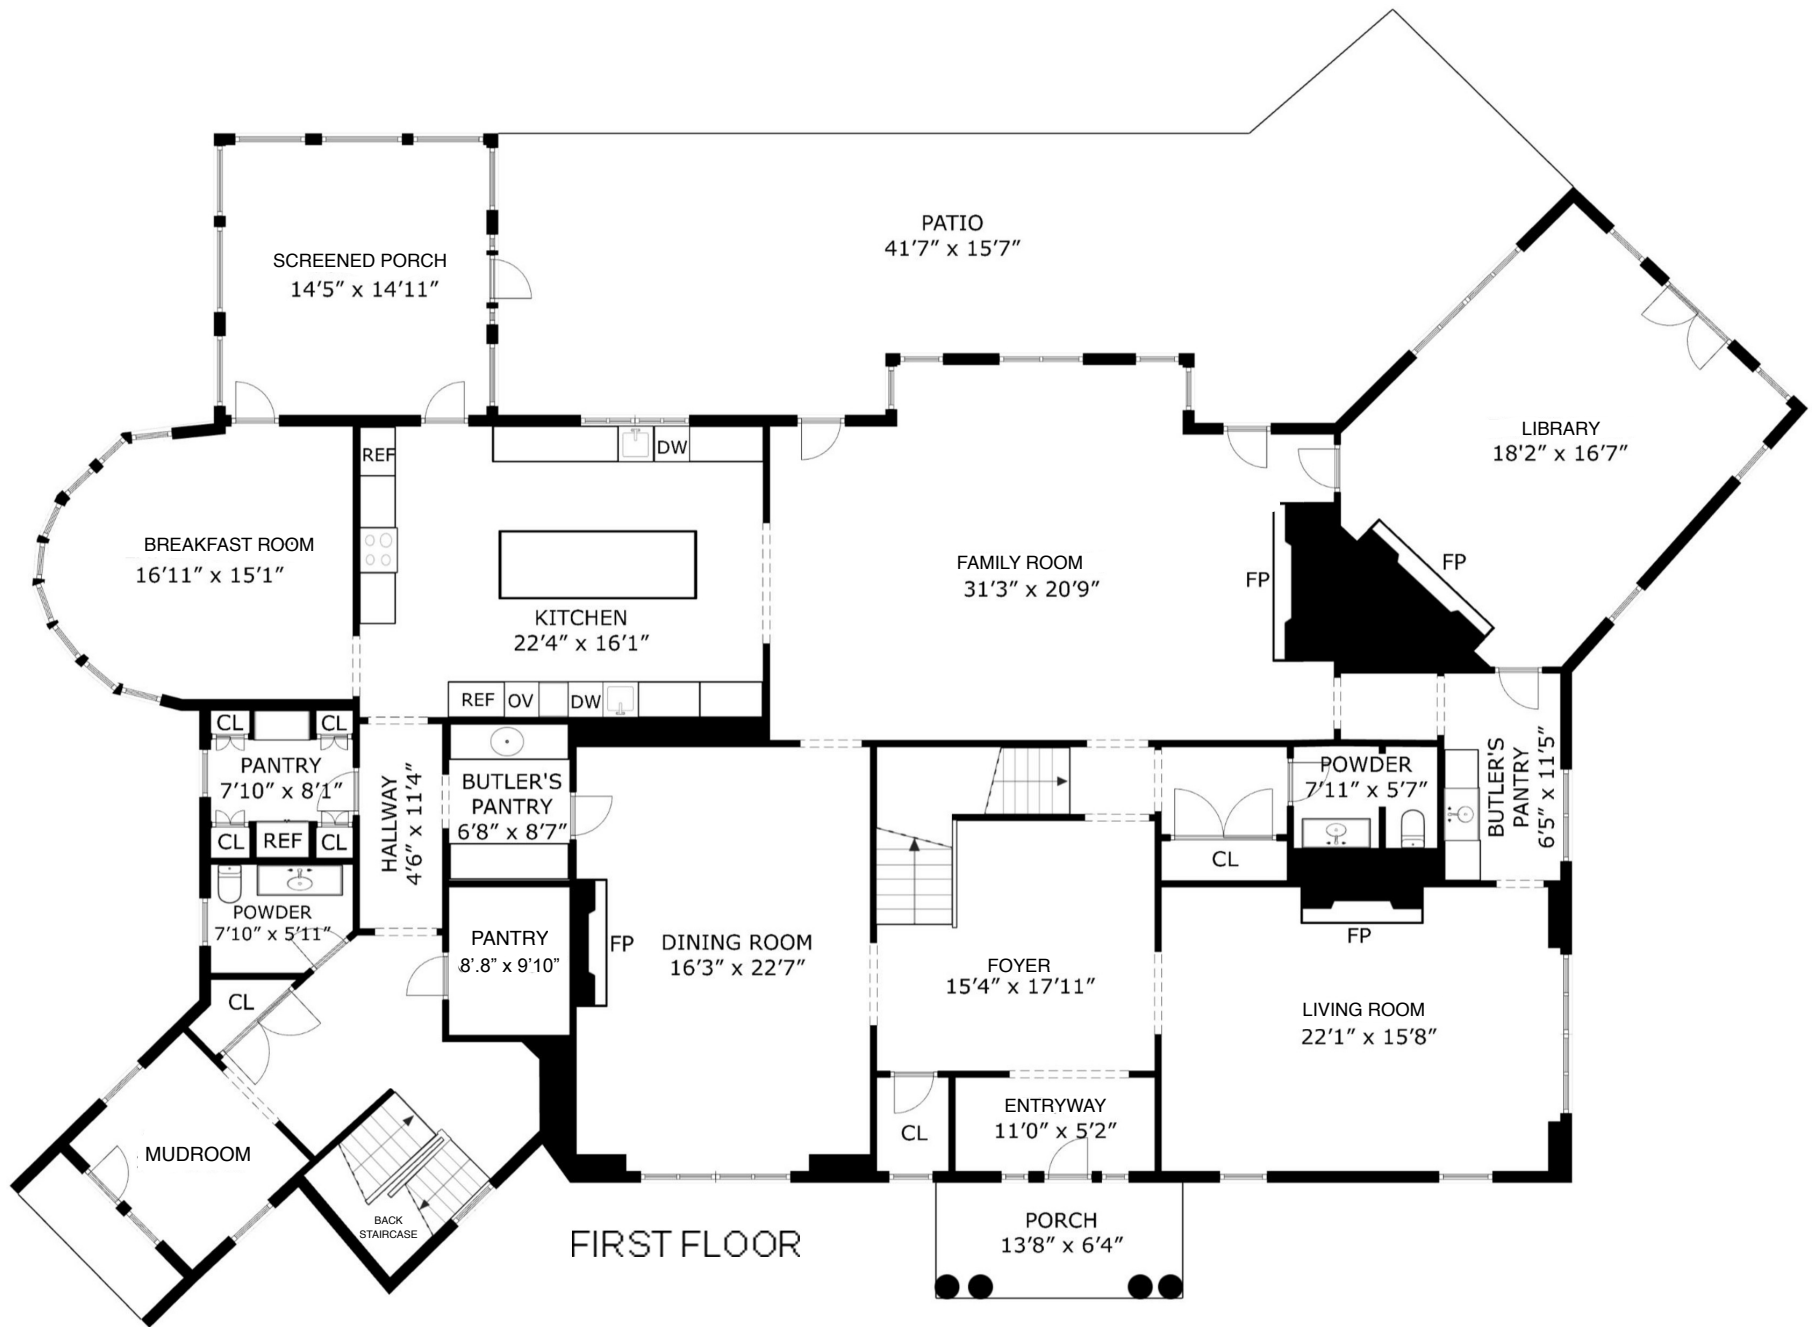 PATIO
41'7" x 15'7"
SCREENED PORCH
14'5" x 14'11"
LIBRARY
18'2" x 16'7"
REF
DW
BREAKFAST ROOM
16'11" x 15'1"
FAMILY ROOM
31'3" x 20'9"
FP
FP
KITCHEN
22'4" x 16'1"
REF
OV
DW
CL
CL
PANTRY
7'10" x 8'1"
CL
REF
CL
HALLWAY
4'6" x 11'4"
BUTLER'S
PANTRY
6'8" x 8'7"
POWDER
7'11" x 5'7"
BUTLER'S
PANTRY
6'5" x 11'5"
CL
POWDER
7'10" x 5'11"
PANTRY
8'.8" x 9'10"
FP
DINING ROOM
16'3" x 22'7"
FOYER
15'4" x 17'11"
FP
LIVING ROOM
22'1" x 15'8"
CL
MUDROOM
BACK
STAIRCASE
CL
ENTRYWAY
11'0" x 5'2"
PORCH
13'8" x 6'4"
FIRST FLOOR